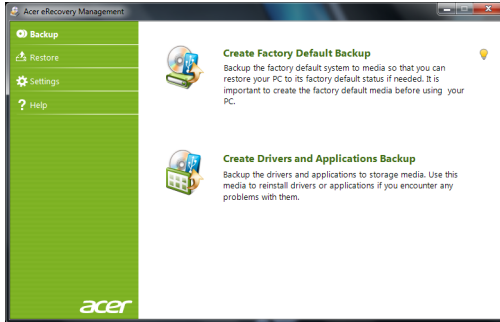 Acer eRecovery Management
Backup
Restore
Settings
Help
Create Factory Default Backup
Backup the factory default system to media so that you can
restore your PC to its factory default status if needed. It is
important to create the factory default media before using your
PC.
Create Drivers and Applications Backup
Backup the drivers and applications to storage media. Use this
media to reinstall drivers or applications if you encounter any
problems with them.
acer